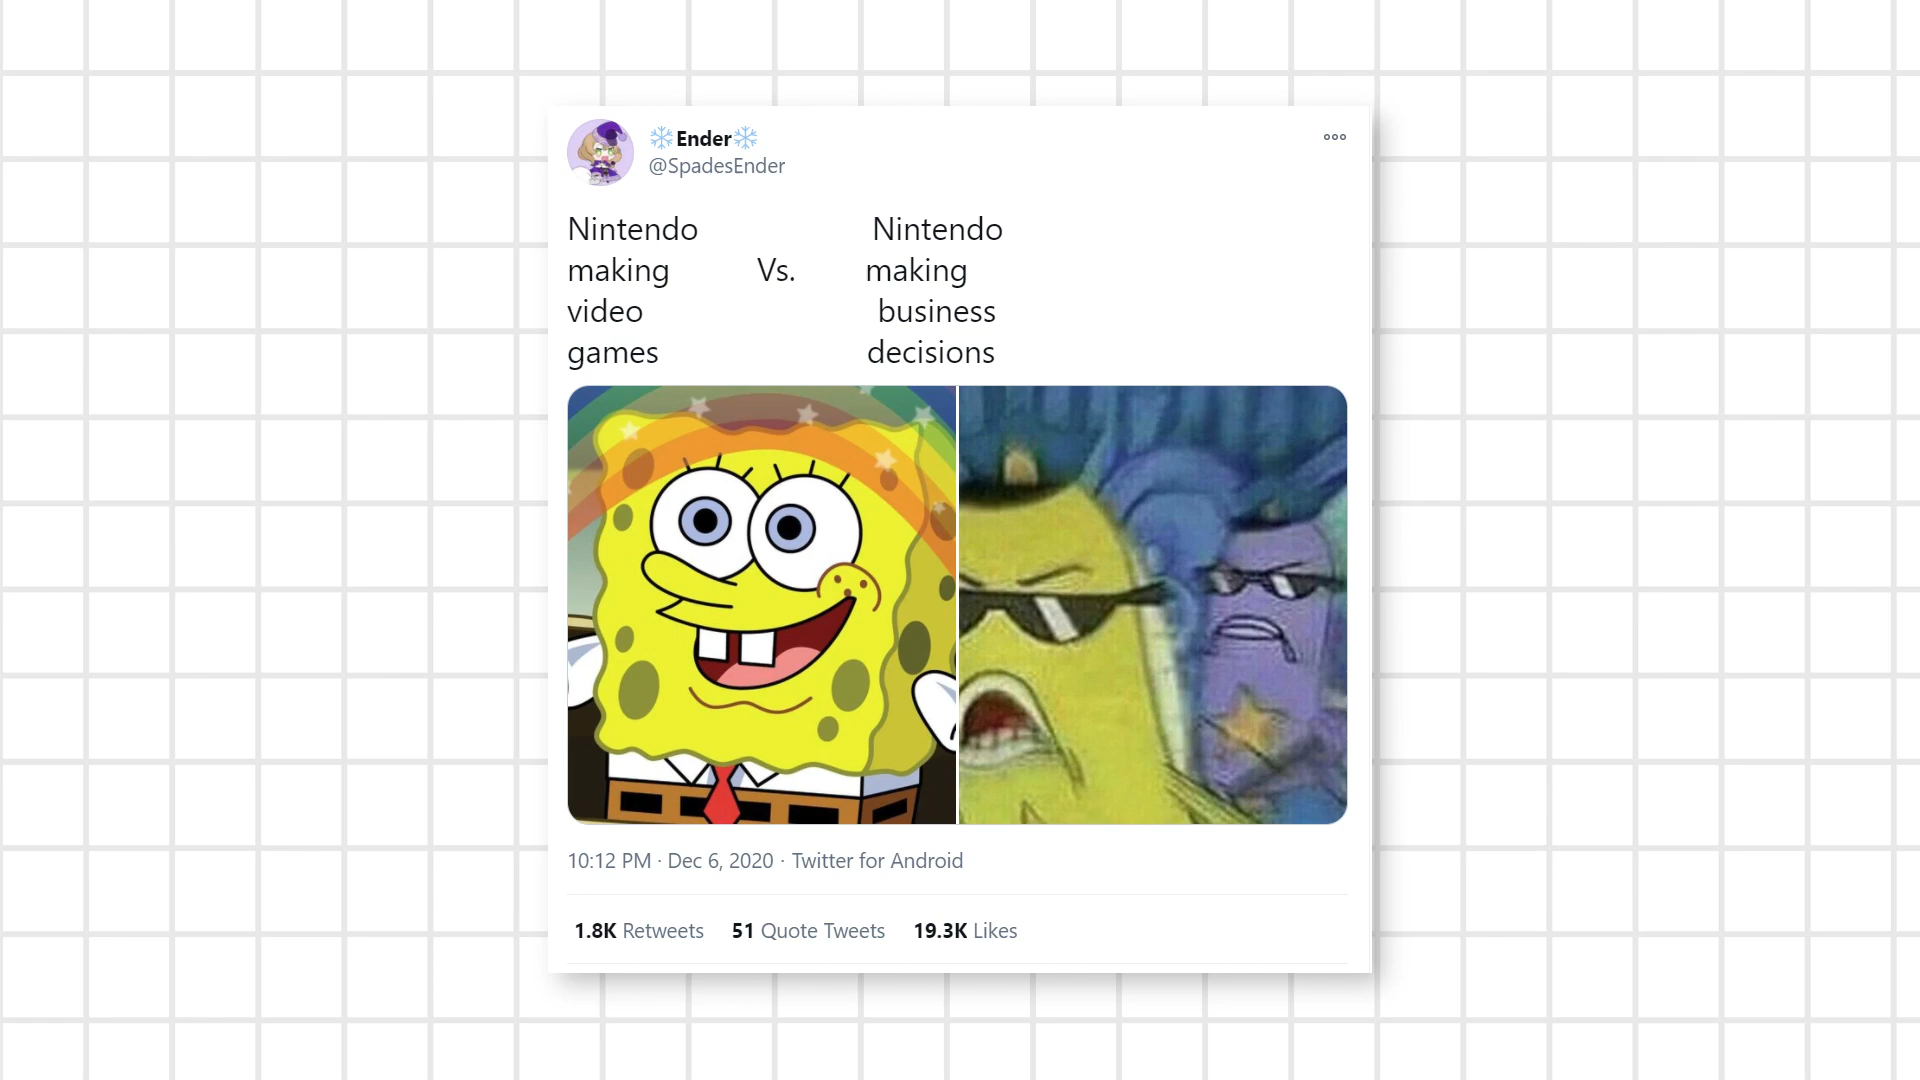 ❄️Ender❄️
@SpadesEnder
Nintendo Nintendo
making Vs. making
video business
games decisions
10:12 PM · Dec 6, 2020 · Twitter for Android
1.8K Retweets 51 Quote Tweets 19.3K Likes